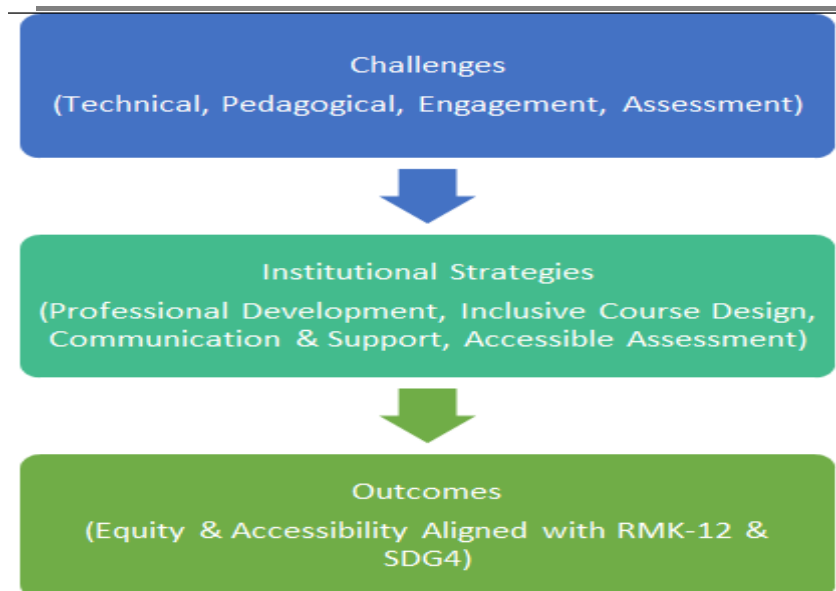 Challenges
(Technical, Pedagogical, Engagement, Assessment)
Institutional Strategies
(Professional Development, Inclusive Course Design,
Communication & Support, Accessible Assessment)
Outcomes
(Equity & Accessibility Aligned with RMK-12 &
SDG4)